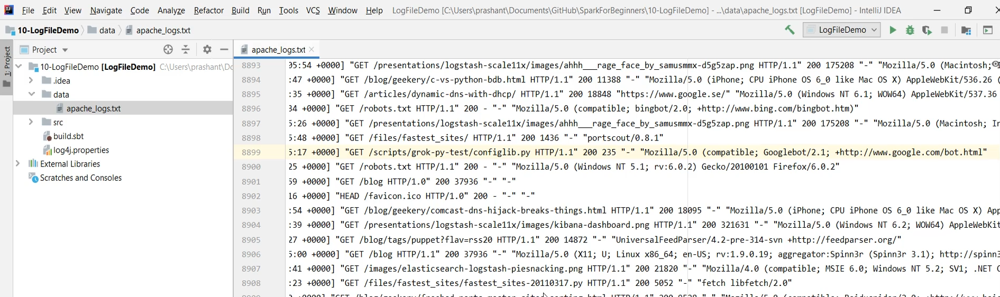 File Edit View Navigate Code Analyze Refactor Build Run Tools VCS Window Help LogFileDemo [C:\Users\prashant\Documents\GitHub\SparkForBeginners\10-LogFileDemo] - ...\data\apache_logs.txt [LogFileDemo] - IntelliJ IDEA
10-LogFileDemo data apache_logs.txt LogFileDemo
1: Project
Project
10-LogFileDemo [LogFileDemo] C:\Users\prashant\Do
.idea
data
apache_logs.txt
src
build.sbt
log4j.properties
External Libraries
Scratches and Consoles
apache_logs.txt
8893 05:54 +0000] "GET /presentations/logstash-scale11x/images/ahhh___rage_face_by_samusmmx-d5g5zap.png HTTP/1.1" 200 175208 "-" "Mozilla/5.0 (Macintosh;
8894 :47 +0000] "GET /blog/geekery/c-vs-python-bdb.html HTTP/1.1" 200 11388 "-" "Mozilla/5.0 (iPhone; CPU iPhone OS 6_0 like Mac OS X) AppleWebKit/536.26 (
8895 :35 +0000] "GET /articles/dynamic-dns-with-dhcp/ HTTP/1.1" 200 18848 "https://www.google.se/" "Mozilla/5.0 (Windows NT 6.1; WOW64) AppleWebKit/537.36
8896 34 +0000] "GET /robots.txt HTTP/1.1" 200 - "-" "Mozilla/5.0 (compatible; bingbot/2.0; +http://www.bing.com/bingbot.htm)"
8897 5:26 +0000] "GET /presentations/logstash-scale11x/images/ahhh___rage_face_by_samusmmx-d5g5zap.png HTTP/1.1" 200 175208 "-" "Mozilla/5.0 (Macintosh; In
8898 5:48 +0000] "GET /files/fastest_sites/ HTTP/1.1" 200 1436 "-" "portscout/0.8.1"
8899 5:17 +0000] "GET /scripts/grok-py-test/configlib.py HTTP/1.1" 200 235 "-" "Mozilla/5.0 (compatible; Googlebot/2.1; +http://www.google.com/bot.html"
8900 25 +0000] "GET /robots.txt HTTP/1.1" 200 - "-" "Mozilla/5.0 (Windows NT 5.1; rv:6.0.2) Gecko/20100101 Firefox/6.0.2"
8901 59 +0000] "GET /blog HTTP/1.0" 200 37936 "-" "-"
8902 16 +0000] "HEAD /favicon.ico HTTP/1.0" 200 - "-" "-"
8903 :54 +0000] "GET /blog/geekery/comcast-dns-hijack-breaks-things.html HTTP/1.1" 200 18095 "-" "Mozilla/5.0 (iPhone; CPU iPhone OS 6_0 like Mac OS X) App
8904 :39 +0000] "GET /presentations/logstash-scale11x/images/kibana-dashboard.png HTTP/1.1" 200 321631 "-" "Mozilla/5.0 (Windows NT 6.2; WOW64) AppleWebKit
8905 27 +0000] "GET /blog/tags/puppet?flav=rss20 HTTP/1.1" 200 14872 "-" "UniversalFeedParser/4.2-pre-314-svn +http://feedparser.org/"
8906 5:00 +0000] "GET /blog HTTP/1.1" 200 37936 "-" "Mozilla/5.0 (X11; U; Linux x86_64; en-US; rv:1.9.0.19; aggregator:Spinn3r (Spinn3r 3.1); http://spinn3
8907 :41 +0000] "GET /images/elasticsearch-logstash-piesnacking.png HTTP/1.1" 200 21820 "-" "Mozilla/4.0 (compatible; MSIE 6.0; Windows NT 5.2; SV1; .NET C
8908 :23 +0000] "GET /files/fastest_sites/fastest_sites-20110317.py HTTP/1.1" 200 5052 "-" "fetch libfetch/2.0"